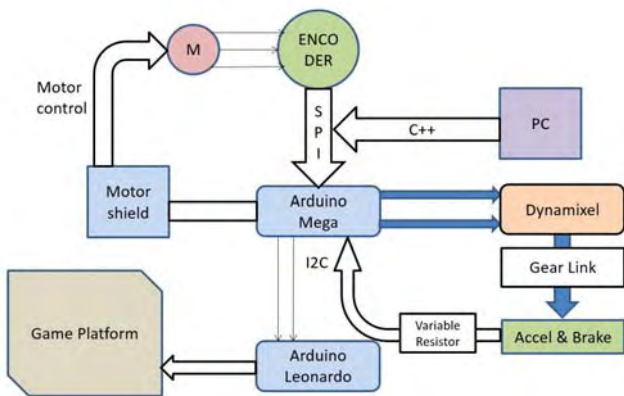 M
ENCO
DER
Motor
control
S
P
I
C++
PC
Motor
shield
Arduino
Mega
Dynamixel
I2C
Gear Link
Game Platform
Variable
Resistor
Accel & Brake
Arduino
Leonardo